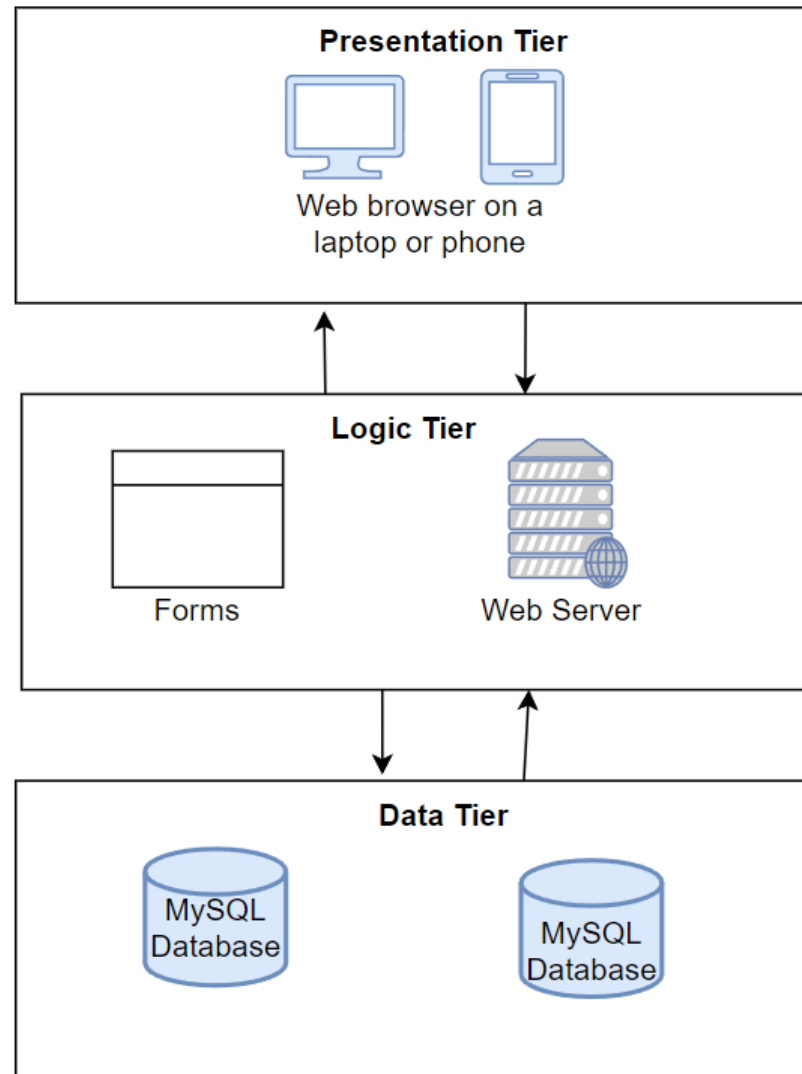 Presentation Tier
Web browser on a
laptop or phone
Logic Tier
Forms
Web Server
Data Tier
MySQL
Database
MySQL
Database